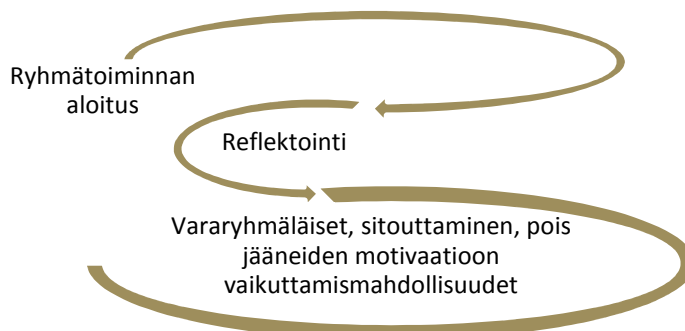 Ryhmätoiminnan
aloitus
Reflektointi
Vararyhmäläiset, sitouttaminen, pois
jääneiden motivaatioon
vaikuttamismahdollisuudet